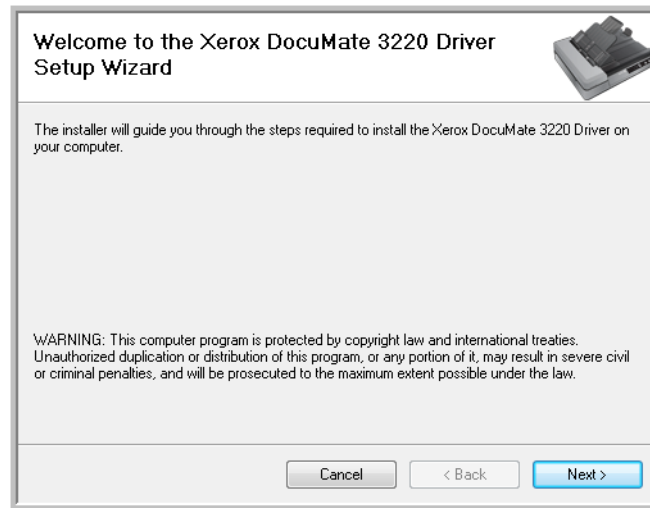 Welcome to the Xerox DocuMate 3220 Driver
Setup Wizard
The installer will guide you through the steps required to install the Xerox DocuMate 3220 Driver on
your computer.
WARNING: This computer program is protected by copyright law and international treaties.
Unauthorized duplication or distribution of this program, or any portion of it, may result in severe civil
or criminal penalties, and will be prosecuted to the maximum extent possible under the law.
Cancel
< Back
Next >